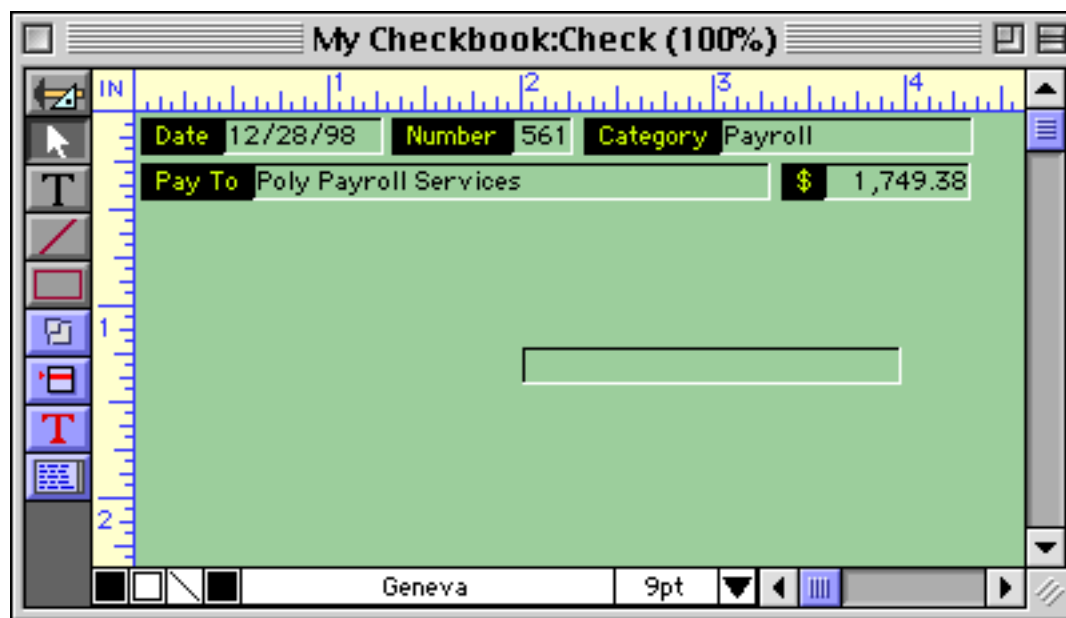 My Checkbook:Check (100%)
IN 1 2 3 4
Date 12/28/98 Number 561 Category Payroll
T Pay To Poly Payroll Services $ 1,749.38
1
T
2
Geneva 9pt